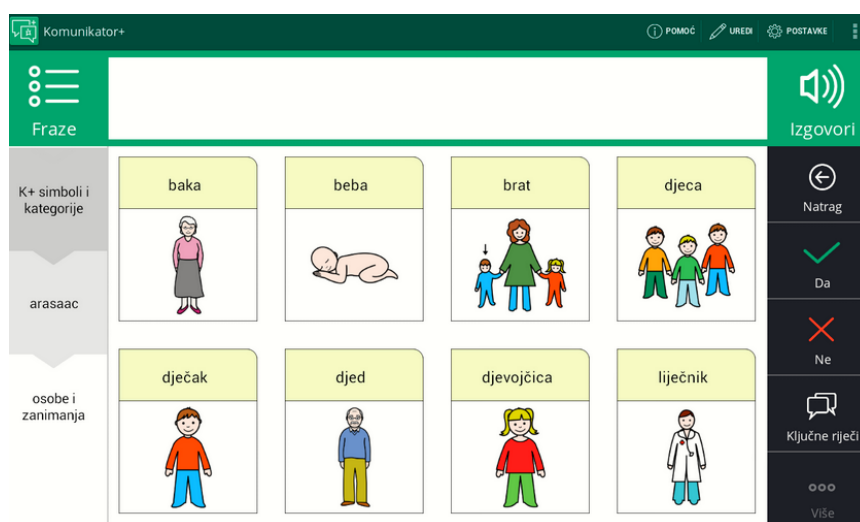 Komunikator+
POMOĆ
UREDI
POSTAVKE
Fraze
Izgovori
K+ simboli i
kategorije
arasaac
osobe i
zanimanja
baka
beba
brat
djeca
dječak
djed
djevojčica
liječnik
Natrag
Da
Ne
Ključne riječi
Više